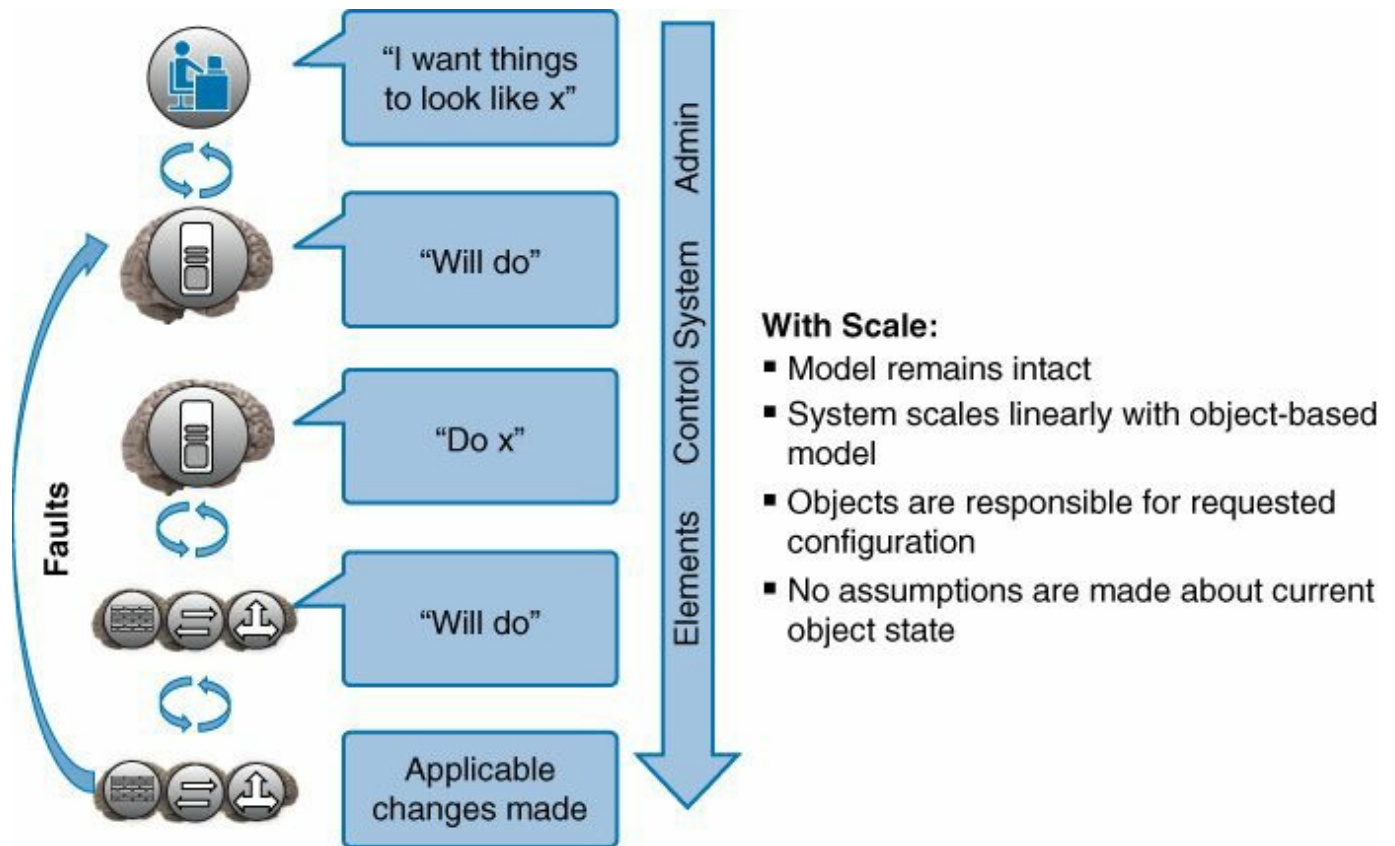 “I want things
to look like x”
“Will do”
“Do x”
“Will do”
Applicable
changes made
Faults
Admin
Control System
Elements
With Scale:
▪ Model remains intact
▪ System scales linearly with object-based
model
▪ Objects are responsible for requested
configuration
▪ No assumptions are made about current
object state